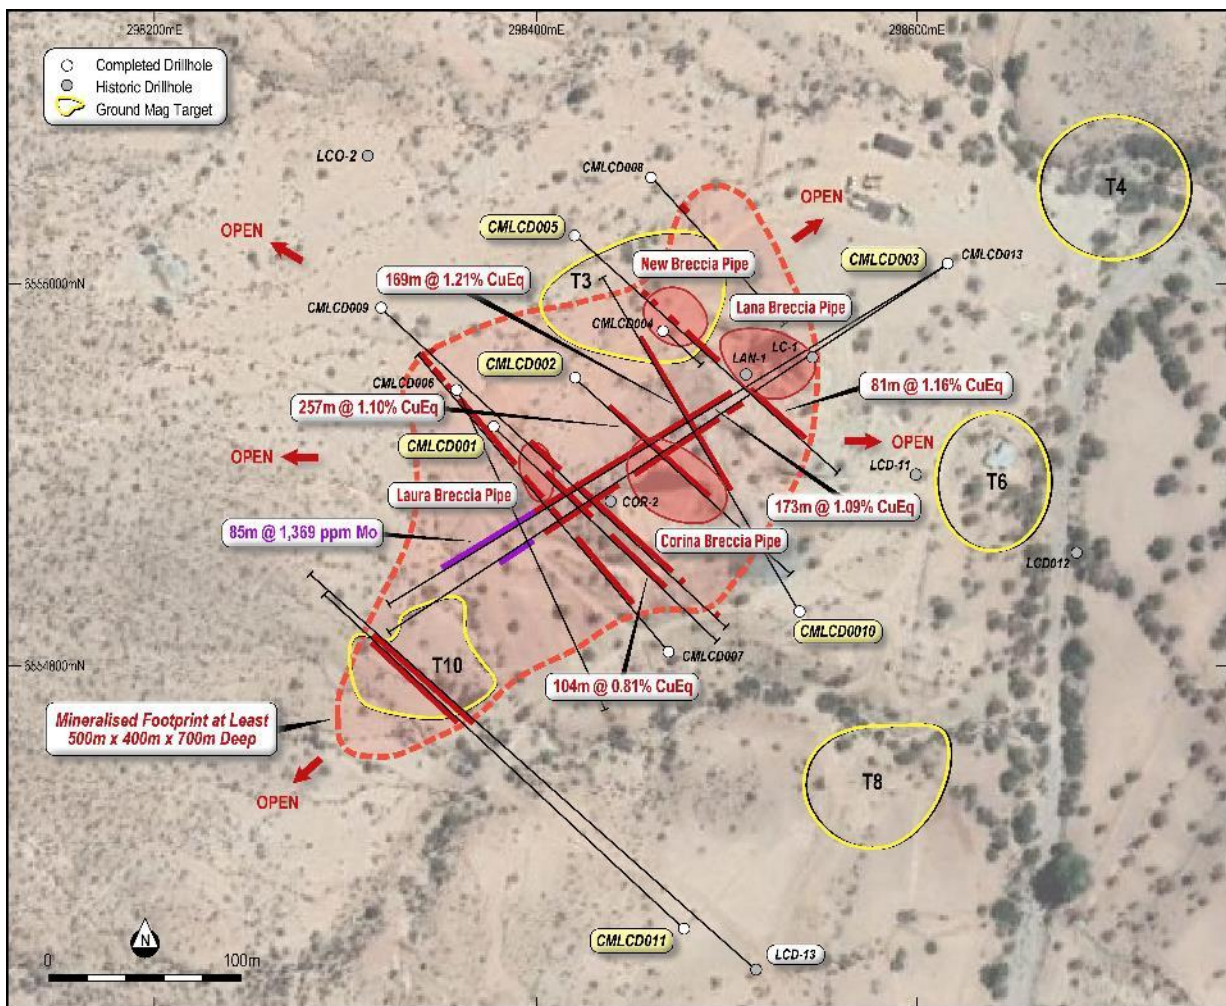 298200mE
298400mE
298600mE
Completed Drillhole
Historic Drillhole
Ground Mag Target
LCO-2
CMLCD008
T4
OPEN
OPEN
CMLCD005
CMLCD003
CMLCD013
New Breccia Pipe
169m @ 1.21% CuEq
T3
6555000mN
CMLCD009
Lana Breccia Pipe
CMLCD004
LC-1
CMLCD002
LAN-1
CMLCD006
81m @ 1.16% CuEq
257m @ 1.10% CuEq
CMLCD001
OPEN
OPEN
LCD-11
T6
Laura Breccia Pipe
COR-2
173m @ 1.09% CuEq
85m @ 1,369 ppm Mo
Corina Breccia Pipe
LCD012
CMLCD0010
6554800mN
T10
CMLCD007
104m @ 0.81% CuEq
Mineralised Footprint at Least
500m x 400m x 700m Deep
OPEN
T8
N
CMLCD011
LCD-13
0
100m